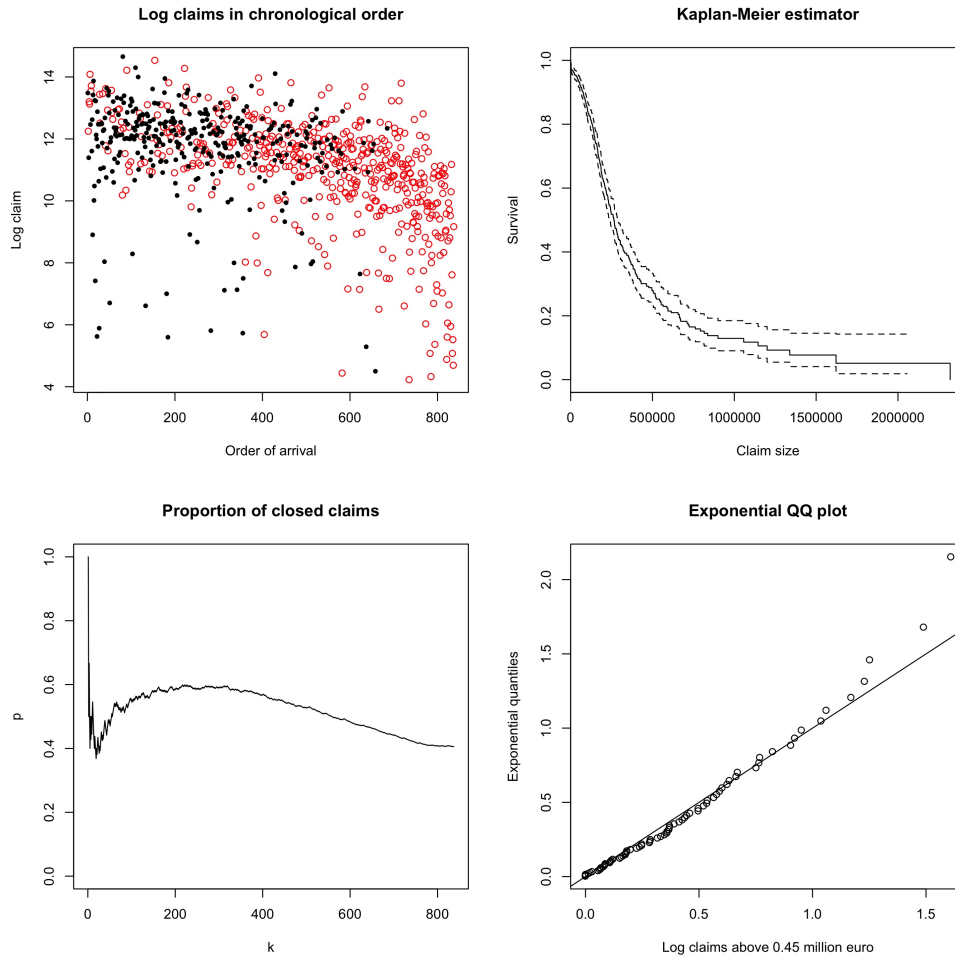 Log claims in chronological order
Log claim
14
12
10
8
6
4
0 200 400 600 800
Order of arrival
Kaplan-Meier estimator
Survival
1.0
0.8
0.6
0.4
0.2
0.0
0 500000 1000000 1500000 2000000
Claim size
Proportion of closed claims
p
1.0
0.8
0.6
0.4
0.2
0.0
0 200 400 600 800
k
Exponential QQ plot
Exponential quantiles
2.0
1.5
1.0
0.5
0.0
0.0 0.5 1.0 1.5
Log claims above 0.45 million euro